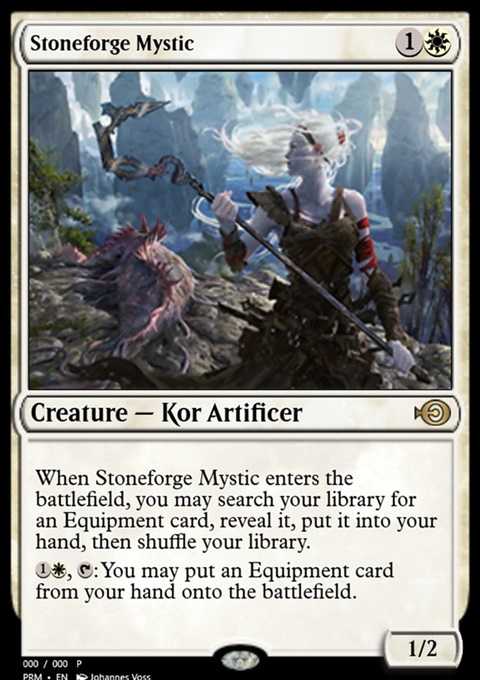 Stoneforge Mystic 1
Creature — Kor Artificer
When Stoneforge Mystic enters the
battlefield, you may search your library for
an Equipment card, reveal it, put it into your
hand, then shuffle your library.
1, : You may put an Equipment card
from your hand onto the battlefield.
1/2
000 / 000 P
PRM • EN Johannes Voss